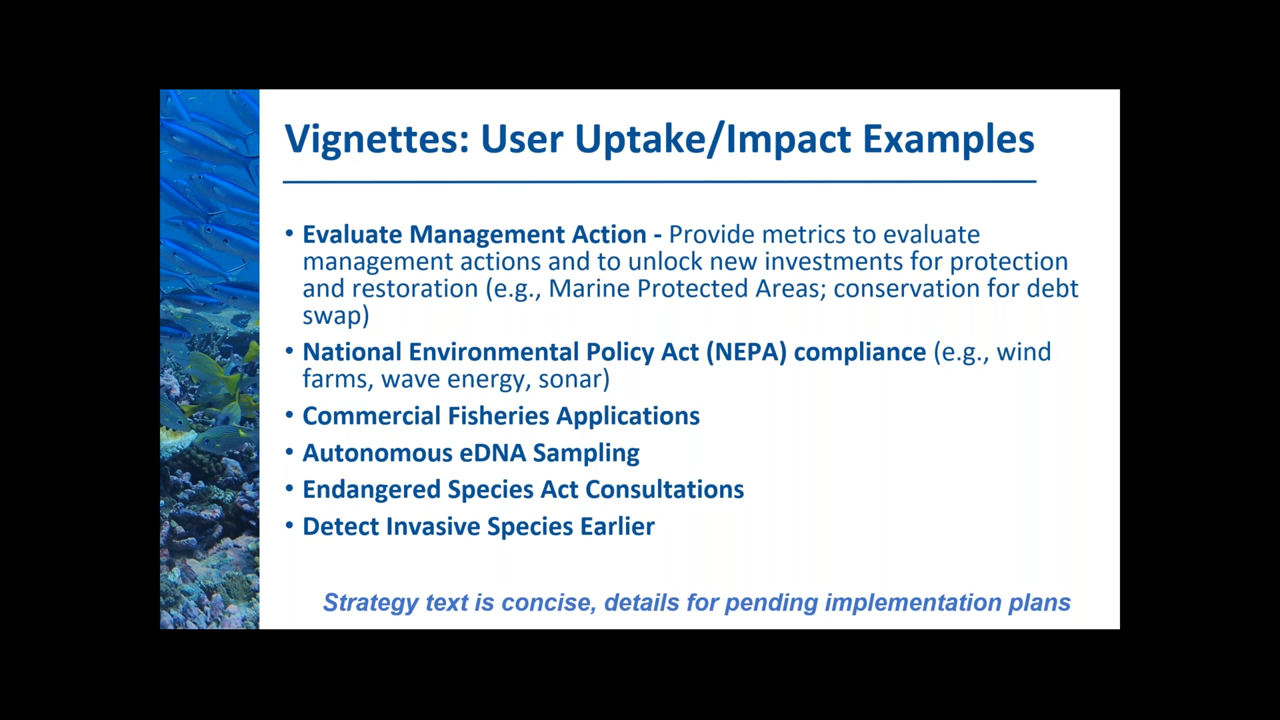 Vignettes: User Uptake/Impact Examples
• Evaluate Management Action - Provide metrics to evaluate
management actions and to unlock new investments for protection
and restoration (e.g., Marine Protected Areas; conservation for debt
swap)
• National Environmental Policy Act (NEPA) compliance (e.g., wind
farms, wave energy, sonar)
• Commercial Fisheries Applications
• Autonomous eDNA Sampling
• Endangered Species Act Consultations
• Detect Invasive Species Earlier
Strategy text is concise, details for pending implementation plans